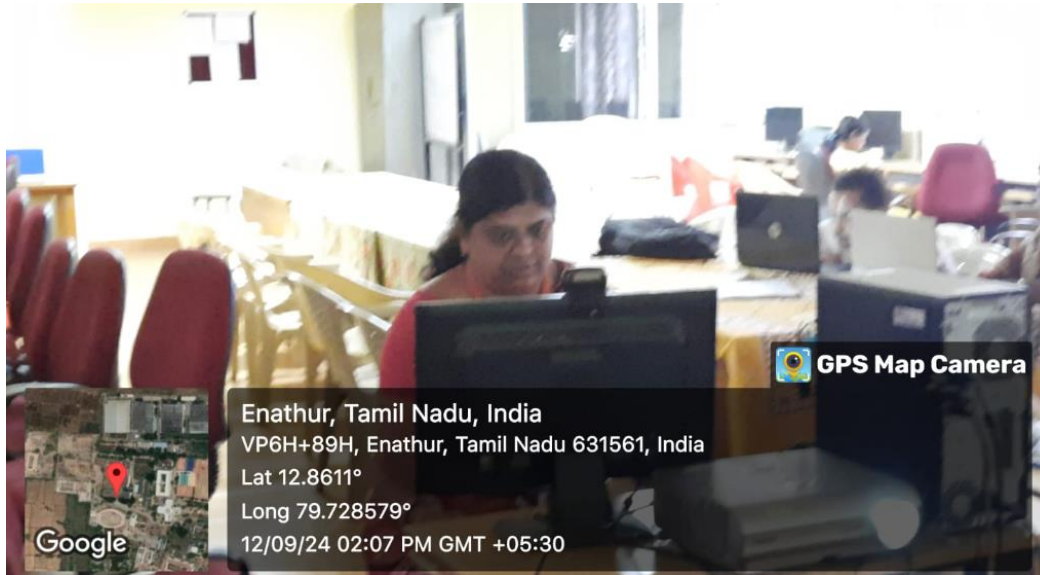 GPS Map Camera
Enathur, Tamil Nadu, India
VP6H+89H, Enathur, Tamil Nadu 631561, India
Lat 12.8611°
Long 79.728579°
12/09/24 02:07 PM GMT +05:30
Google